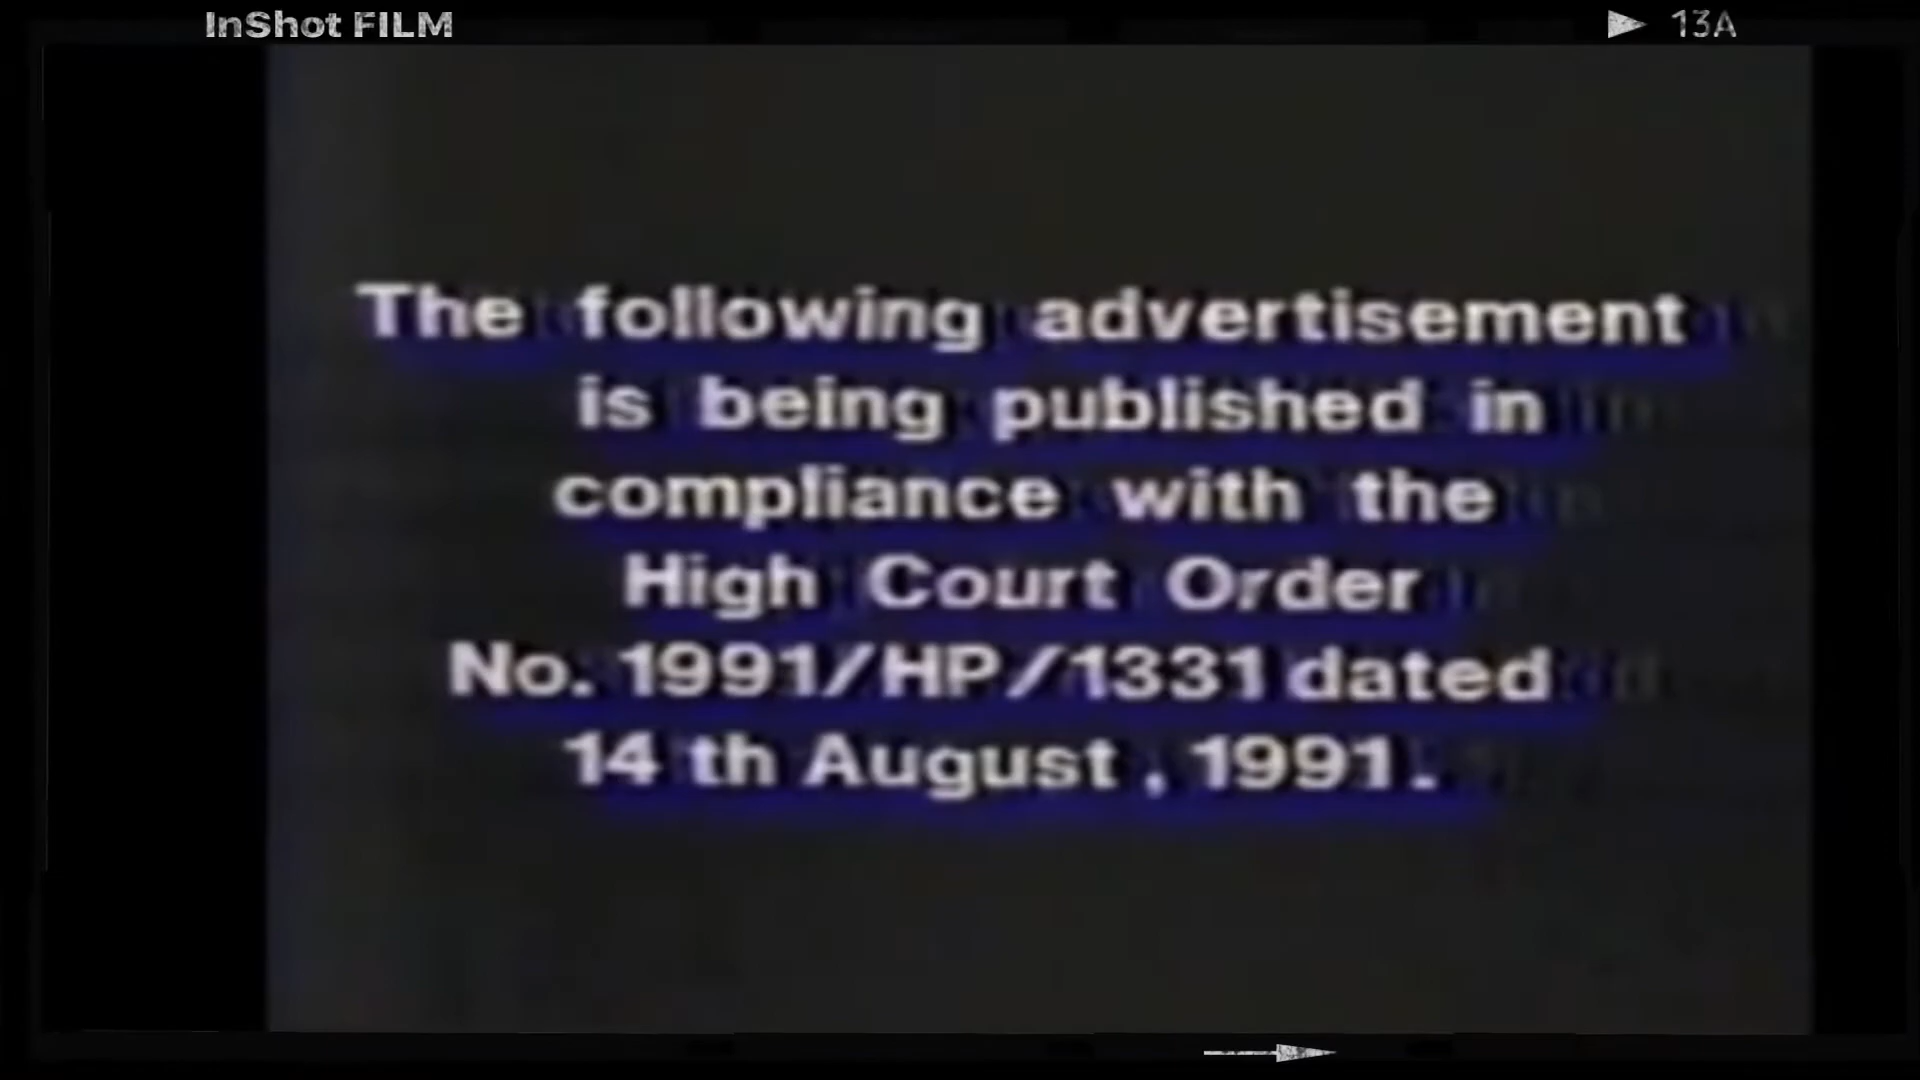 InShot FILM
13A
The following advertisement
is being published in
compliance with the
High Court Order
No. 1991/HP/1331 dated
14 th August , 1991.